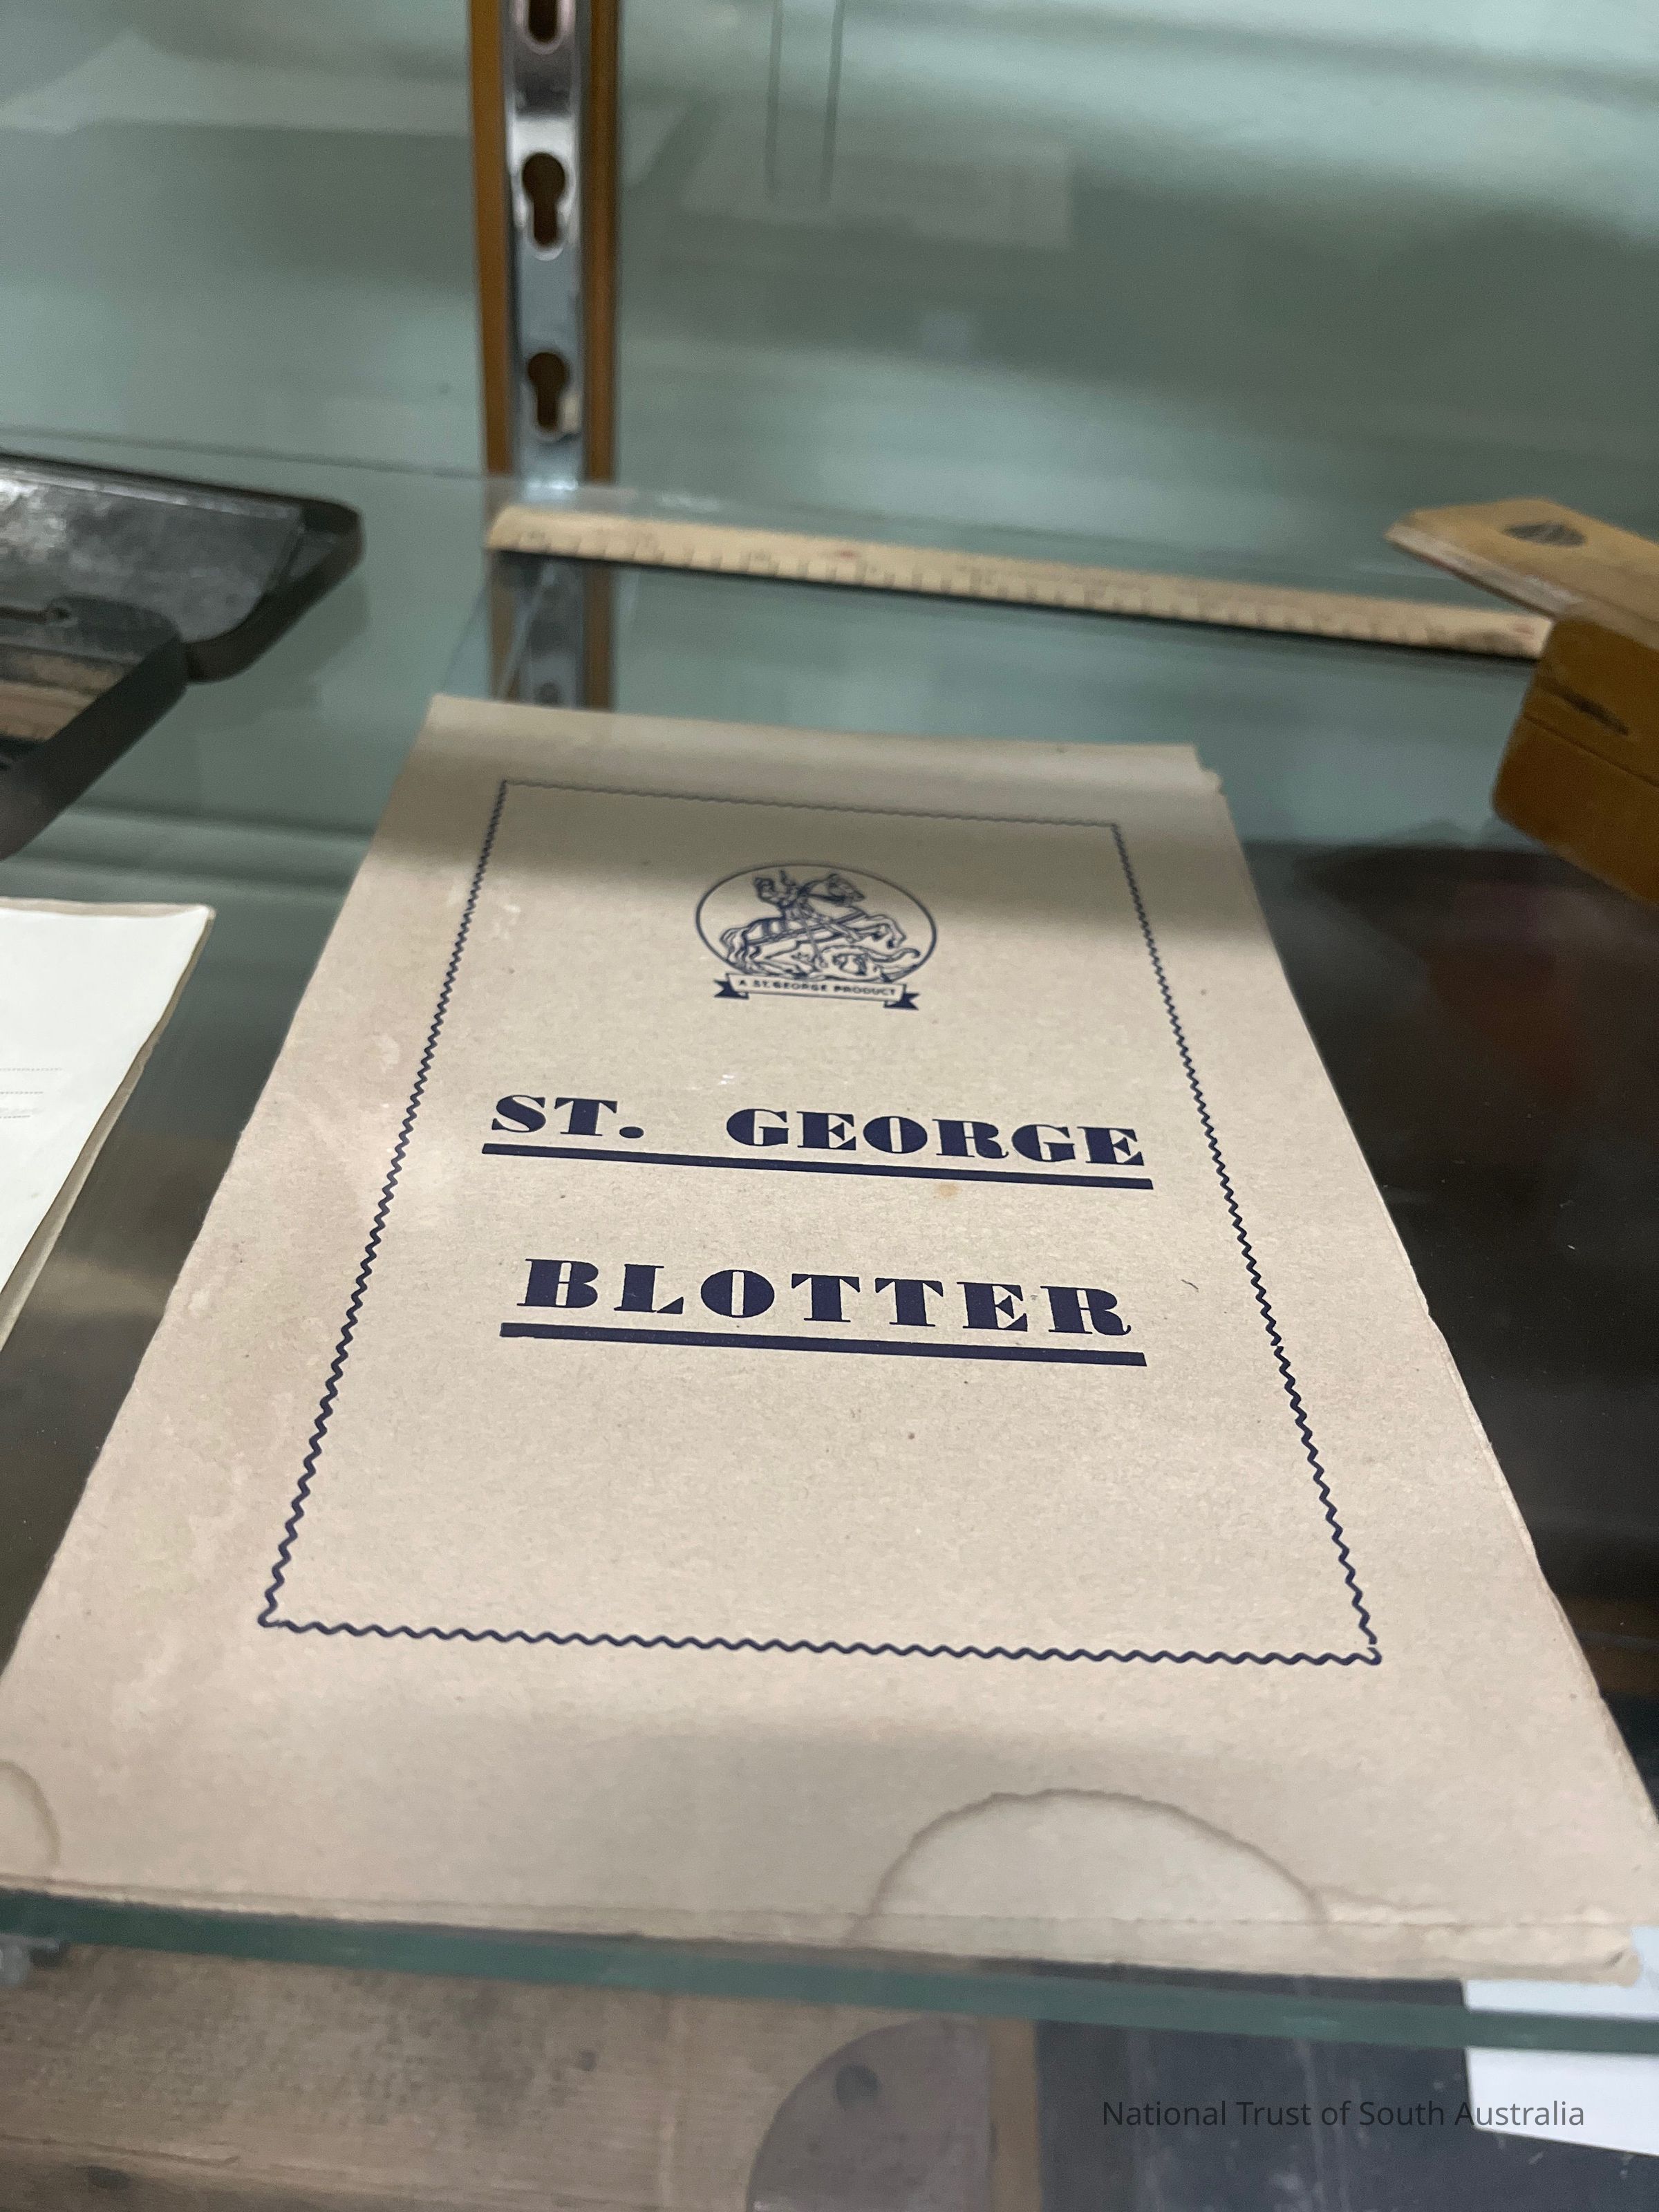 A ST. GEORGE PRODUCT
ST. GEORGE
BLOTTER
National Trust of South Australia